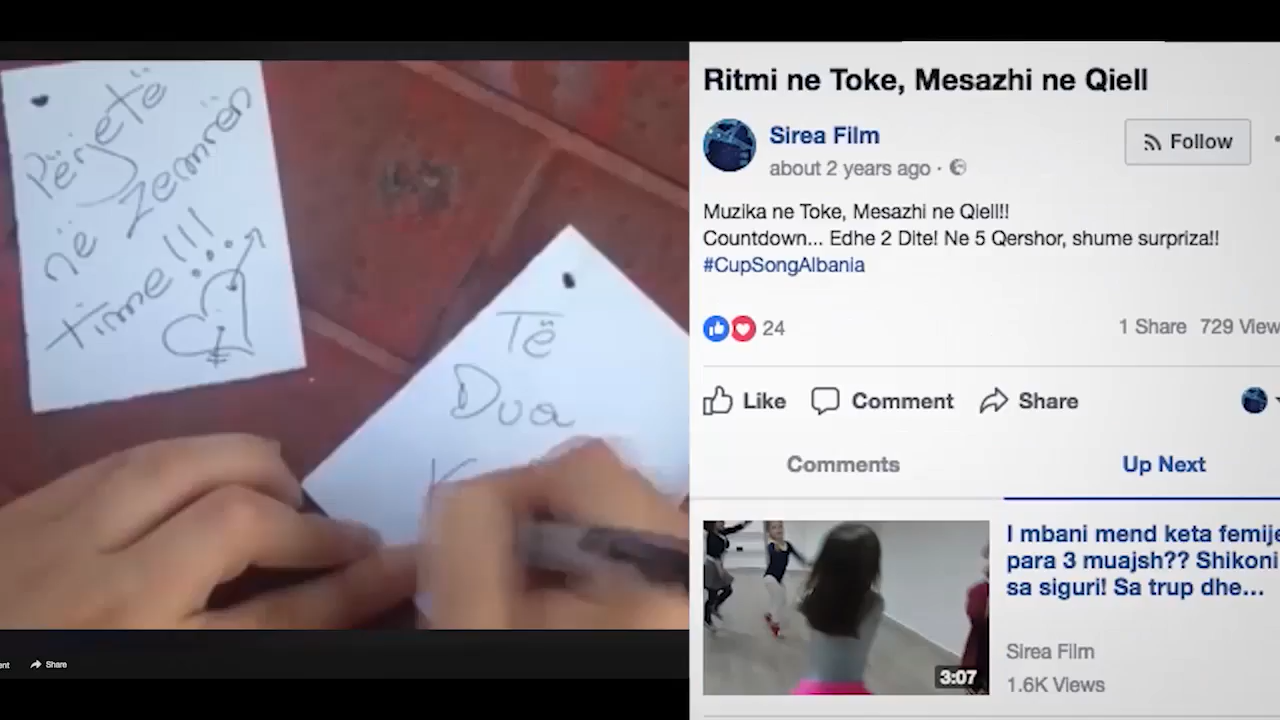 Përjetë
në Zemrën
time!!!
Të
Dua
ent
Share
Ritmi ne Toke, Mesazhi ne Qiell
Sirea Film
Follow
about 2 years ago ·
Muzika ne Toke, Mesazhi ne Qiell!!
Countdown... Edhe 2 Dite! Ne 5 Qershor, shume surpriza!!
#CupSongAlbania
24
1 Share 729 View
Like Comment Share
Comments Up Next
I mbani mend keta femije
para 3 muajsh?? Shikoni
sa siguri! Sa trup dhe...
Sirea Film
1.6K Views
3:07